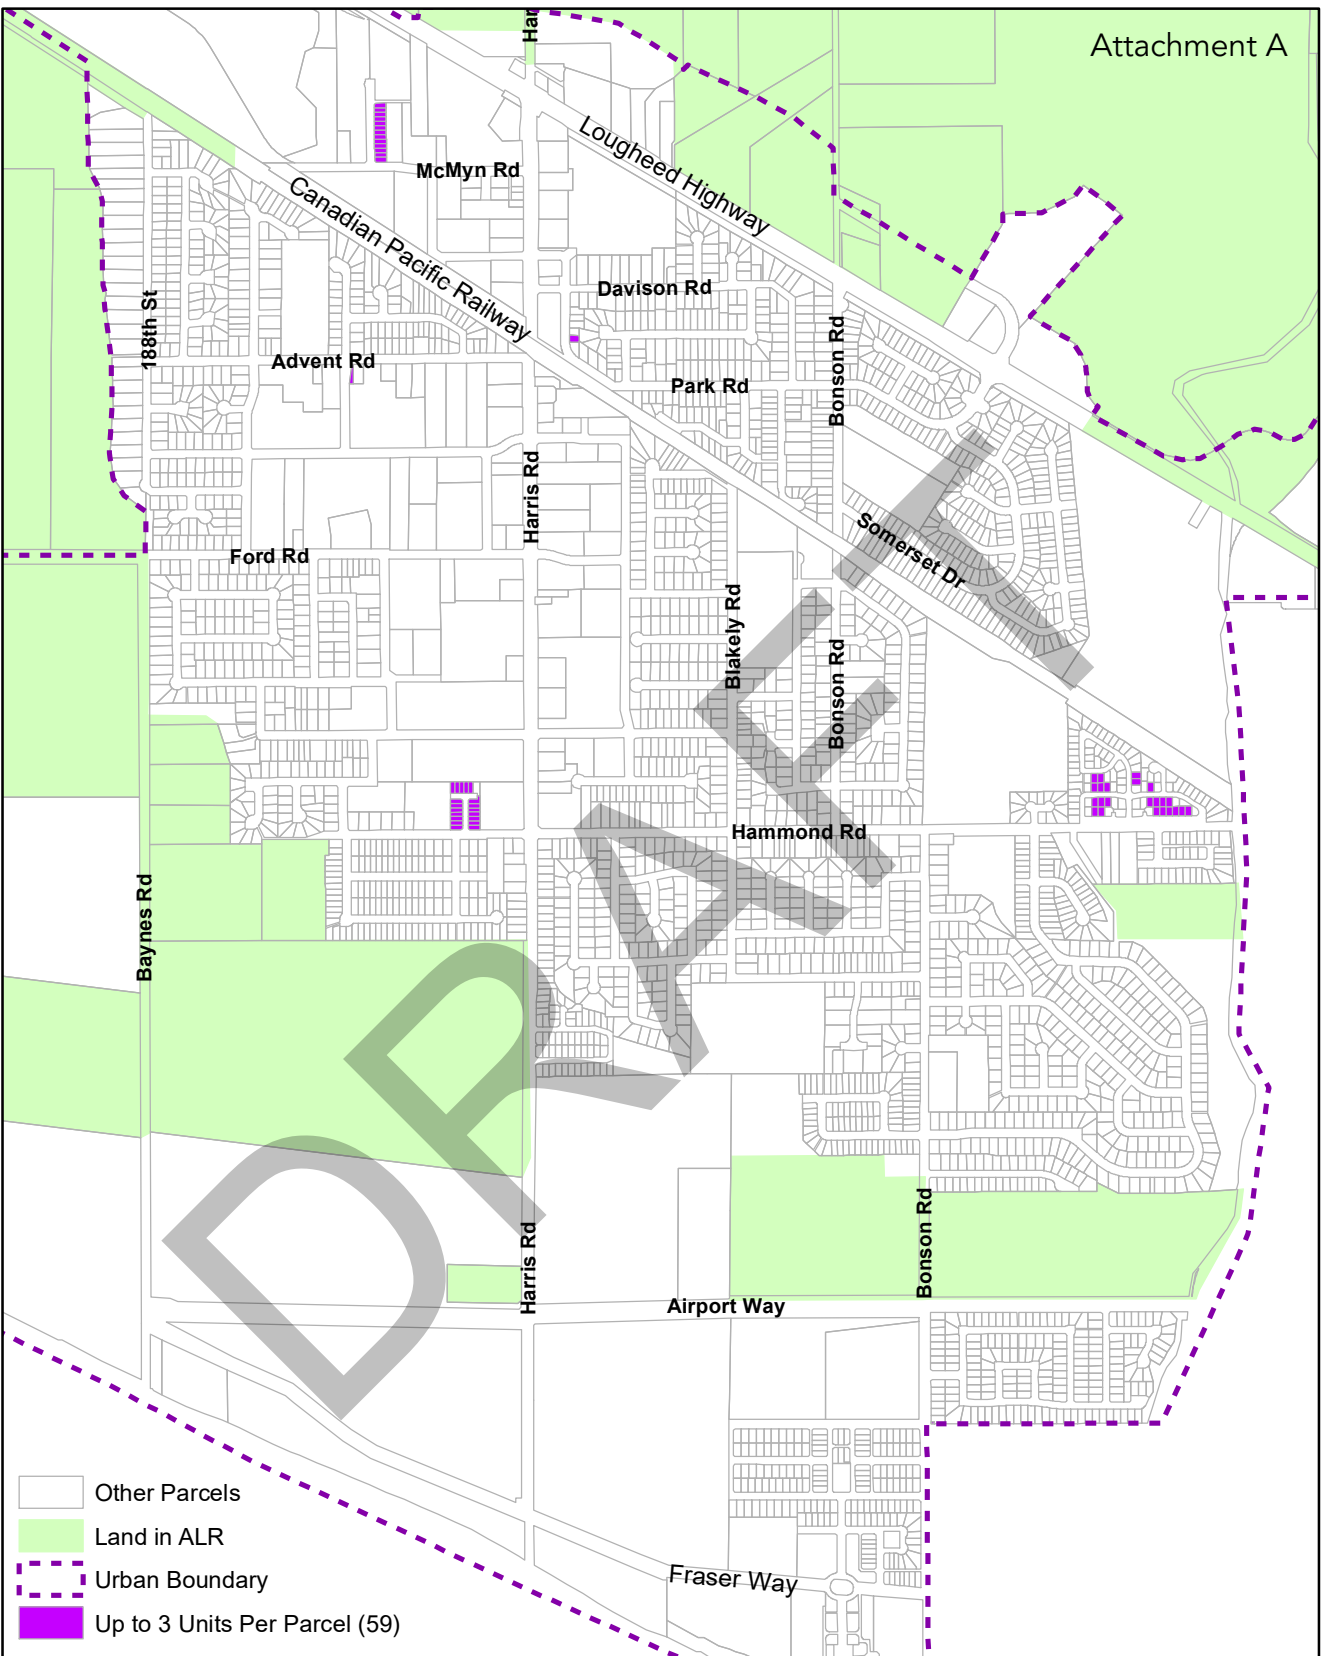 Attachment A
Har
Lougheed Highway
McMyn Rd
Canadian Pacific Railway
Davison Rd
188th St
Advent Rd
Park Rd
Bonson Rd
Harris Rd
Somerset Dr
Ford Rd
Blakely Rd
Bonson Rd
Hammond Rd
Baynes Rd
DRAFT
Bonson Rd
Harris Rd
Airport Way
Fraser Way
Other Parcels
Land in ALR
Urban Boundary
Up to 3 Units Per Parcel (59)